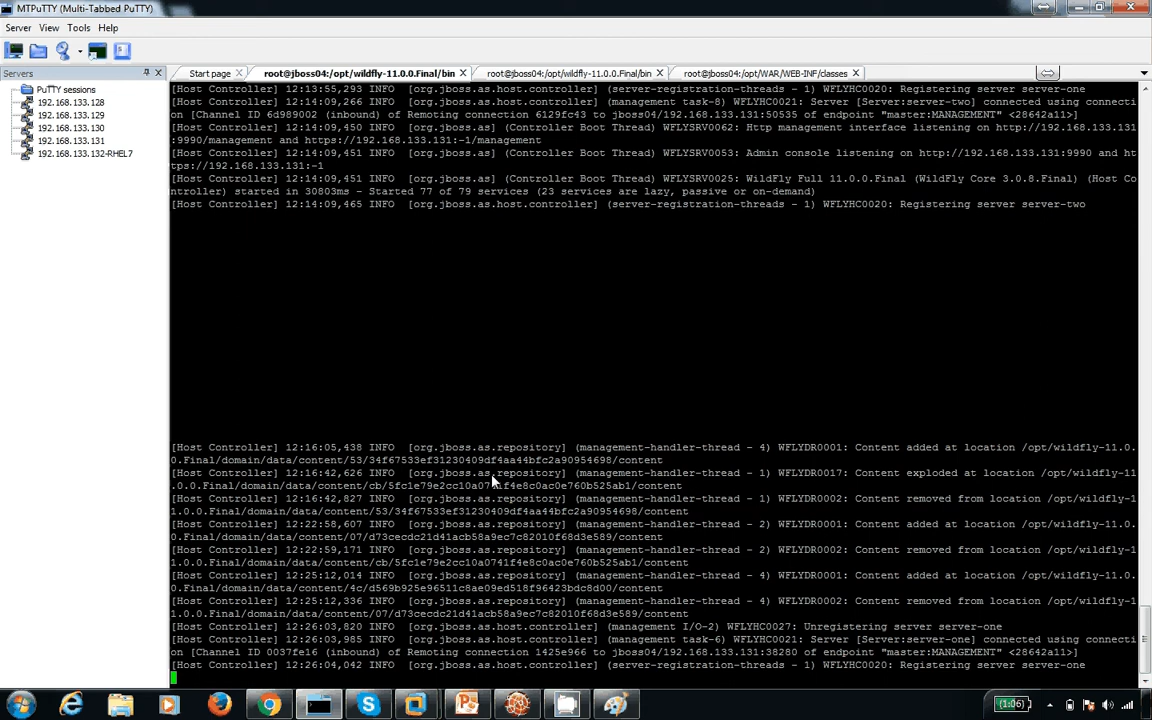 MTPuTTY (Multi-Tabbed PuTTY)
Server View Tools Help
Servers
PuTTY sessions
192.168.133.128
192.168.133.129
192.168.133.130
192.168.133.131
192.168.133.132-RHEL7
Start page root@jboss04:/opt/wildfly-11.0.0.Final/bin root@jboss04:/opt/wildfly-11.0.0.Final/bin root@jboss04:/opt/WAR/WEB-INF/classes
[Host Controller] 12:13:55,293 INFO [org.jboss.as.host.controller] (server-registration-threads - 1) WFLYHC0020: Registering server server-one
[Host Controller] 12:14:09,266 INFO [org.jboss.as.host.controller] (management task-8) WFLYHC0021: Server [Server:server-two] connected using connecti
on [Channel ID 6d989002 (inbound) of Remoting connection 6129fc43 to jboss04/192.168.133.131:50535 of endpoint "master:MANAGEMENT" <28642a11>]
[Host Controller] 12:14:09,450 INFO [org.jboss.as] (Controller Boot Thread) WFLYSRV0062: Http management interface listening on http://192.168.133.131
:9990/management and https://192.168.133.131:-1/management
[Host Controller] 12:14:09,451 INFO [org.jboss.as] (Controller Boot Thread) WFLYSRV0053: Admin console listening on http://192.168.133.131:9990 and ht
tps://192.168.133.131:-1
[Host Controller] 12:14:09,451 INFO [org.jboss.as] (Controller Boot Thread) WFLYSRV0025: WildFly Full 11.0.0.Final (WildFly Core 3.0.8.Final) (Host Co
ntroller) started in 30803ms - Started 77 of 79 services (23 services are lazy, passive or on-demand)
[Host Controller] 12:14:09,465 INFO [org.jboss.as.host.controller] (server-registration-threads - 1) WFLYHC0020: Registering server server-two
[Host Controller] 12:16:05,438 INFO [org.jboss.as.repository] (management-handler-thread - 4) WFLYDR0001: Content added at location /opt/wildfly-11.0.
0.Final/domain/data/content/53/34f67533ef31230409df4aa44bfc2a90954698/content
[Host Controller] 12:16:42,626 INFO [org.jboss.as.repository] (management-handler-thread - 1) WFLYDR0017: Content exploded at location /opt/wildfly-11
.0.0.Final/domain/data/content/cb/5fc1e79e2cc10a0741f4e8c0ac0e760b525ab1/content
[Host Controller] 12:16:42,827 INFO [org.jboss.as.repository] (management-handler-thread - 1) WFLYDR0002: Content removed from location /opt/wildfly-1
1.0.0.Final/domain/data/content/53/34f67533ef31230409df4aa44bfc2a90954698/content
[Host Controller] 12:22:58,607 INFO [org.jboss.as.repository] (management-handler-thread - 2) WFLYDR0001: Content added at location /opt/wildfly-11.0.
0.Final/domain/data/content/07/d73cecdc21d41acb58a9ec7c82010f68d3e589/content
[Host Controller] 12:22:59,171 INFO [org.jboss.as.repository] (management-handler-thread - 2) WFLYDR0002: Content removed from location /opt/wildfly-1
1.0.0.Final/domain/data/content/cb/5fc1e79e2cc10a0741f4e8c0ac0e760b525ab1/content
[Host Controller] 12:25:12,014 INFO [org.jboss.as.repository] (management-handler-thread - 4) WFLYDR0001: Content added at location /opt/wildfly-11.0.
0.Final/domain/data/content/4c/d569b925e96511c8ae09ed518f96423bdc8d00/content
[Host Controller] 12:25:12,336 INFO [org.jboss.as.repository] (management-handler-thread - 4) WFLYDR0002: Content removed from location /opt/wildfly-1
1.0.0.Final/domain/data/content/07/d73cecdc21d41acb58a9ec7c82010f68d3e589/content
[Host Controller] 12:26:03,820 INFO [org.jboss.as.host.controller] (management I/O-2) WFLYHC0027: Unregistering server server-one
[Host Controller] 12:26:03,985 INFO [org.jboss.as.host.controller] (management task-6) WFLYHC0021: Server [Server:server-one] connected using connecti
on [Channel ID 0037fe16 (inbound) of Remoting connection 1425e966 to jboss04/192.168.133.131:38280 of endpoint "master:MANAGEMENT" <28642a11>]
[Host Controller] 12:26:04,042 INFO [org.jboss.as.host.controller] (server-registration-threads - 1) WFLYHC0020: Registering server server-one
(1:06)